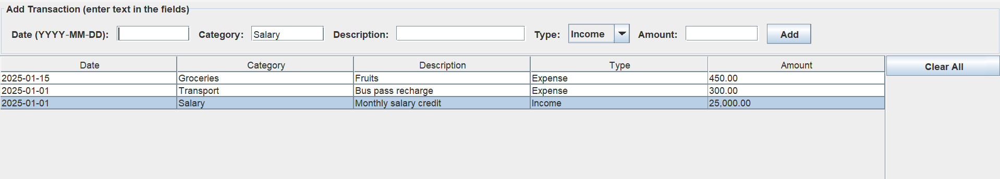 Add Transaction (enter text in the fields)
Date (YYYY-MM-DD): Category: Salary Description: Type: Income Amount: Add
Date Category Description Type Amount Clear All
2025-01-15 Groceries Fruits Expense 450.00
2025-01-01 Transport Bus pass recharge Expense 300.00
2025-01-01 Salary Monthly salary credit Income 25,000.00